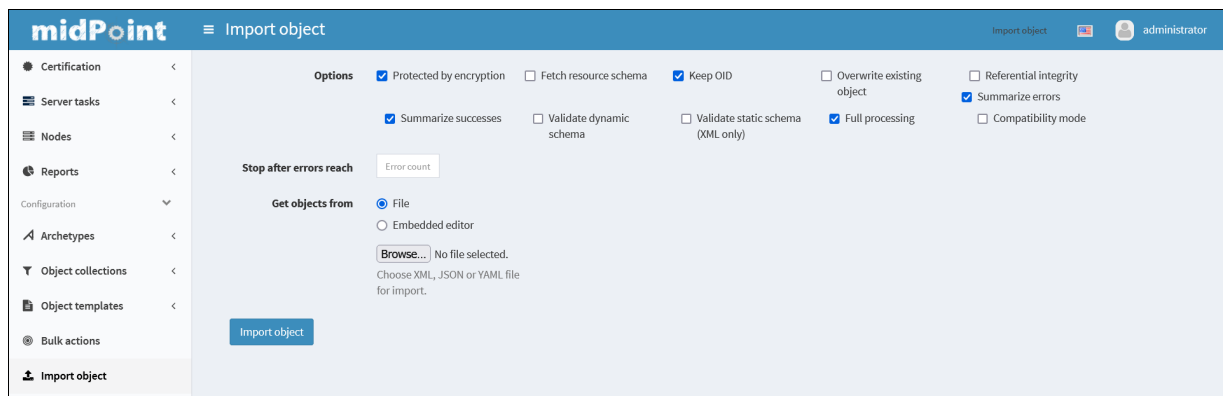 midPoint
Import object
Import object
administrator
Certification
Server tasks
Nodes
Reports
Configuration
Archetypes
Object collections
Object templates
Bulk actions
Import object
Options
Protected by encryption
Fetch resource schema
Keep OID
Overwrite existing
object
Referential integrity
Summarize errors
Summarize successes
Validate dynamic
schema
Validate static schema
(XML only)
Full processing
Compatibility mode
Stop after errors reach
Error count
Get objects from
File
Embedded editor
Browse... No file selected.
Choose XML, JSON or YAML file
for import.
Import object